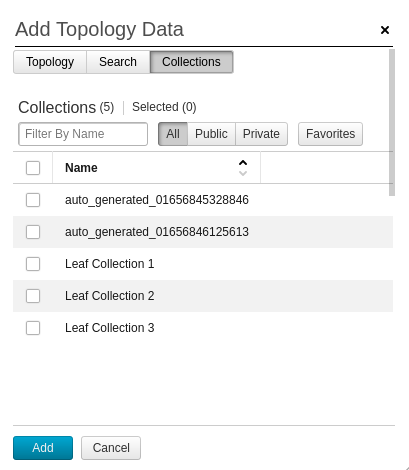 Add Topology Data
Topology Search Collections
Collections (5) Selected (0)
Filter By Name All Public Private Favorites
Name
auto_generated_01656845328846
auto_generated_01656846125613
Leaf Collection 1
Leaf Collection 2
Leaf Collection 3
Add Cancel